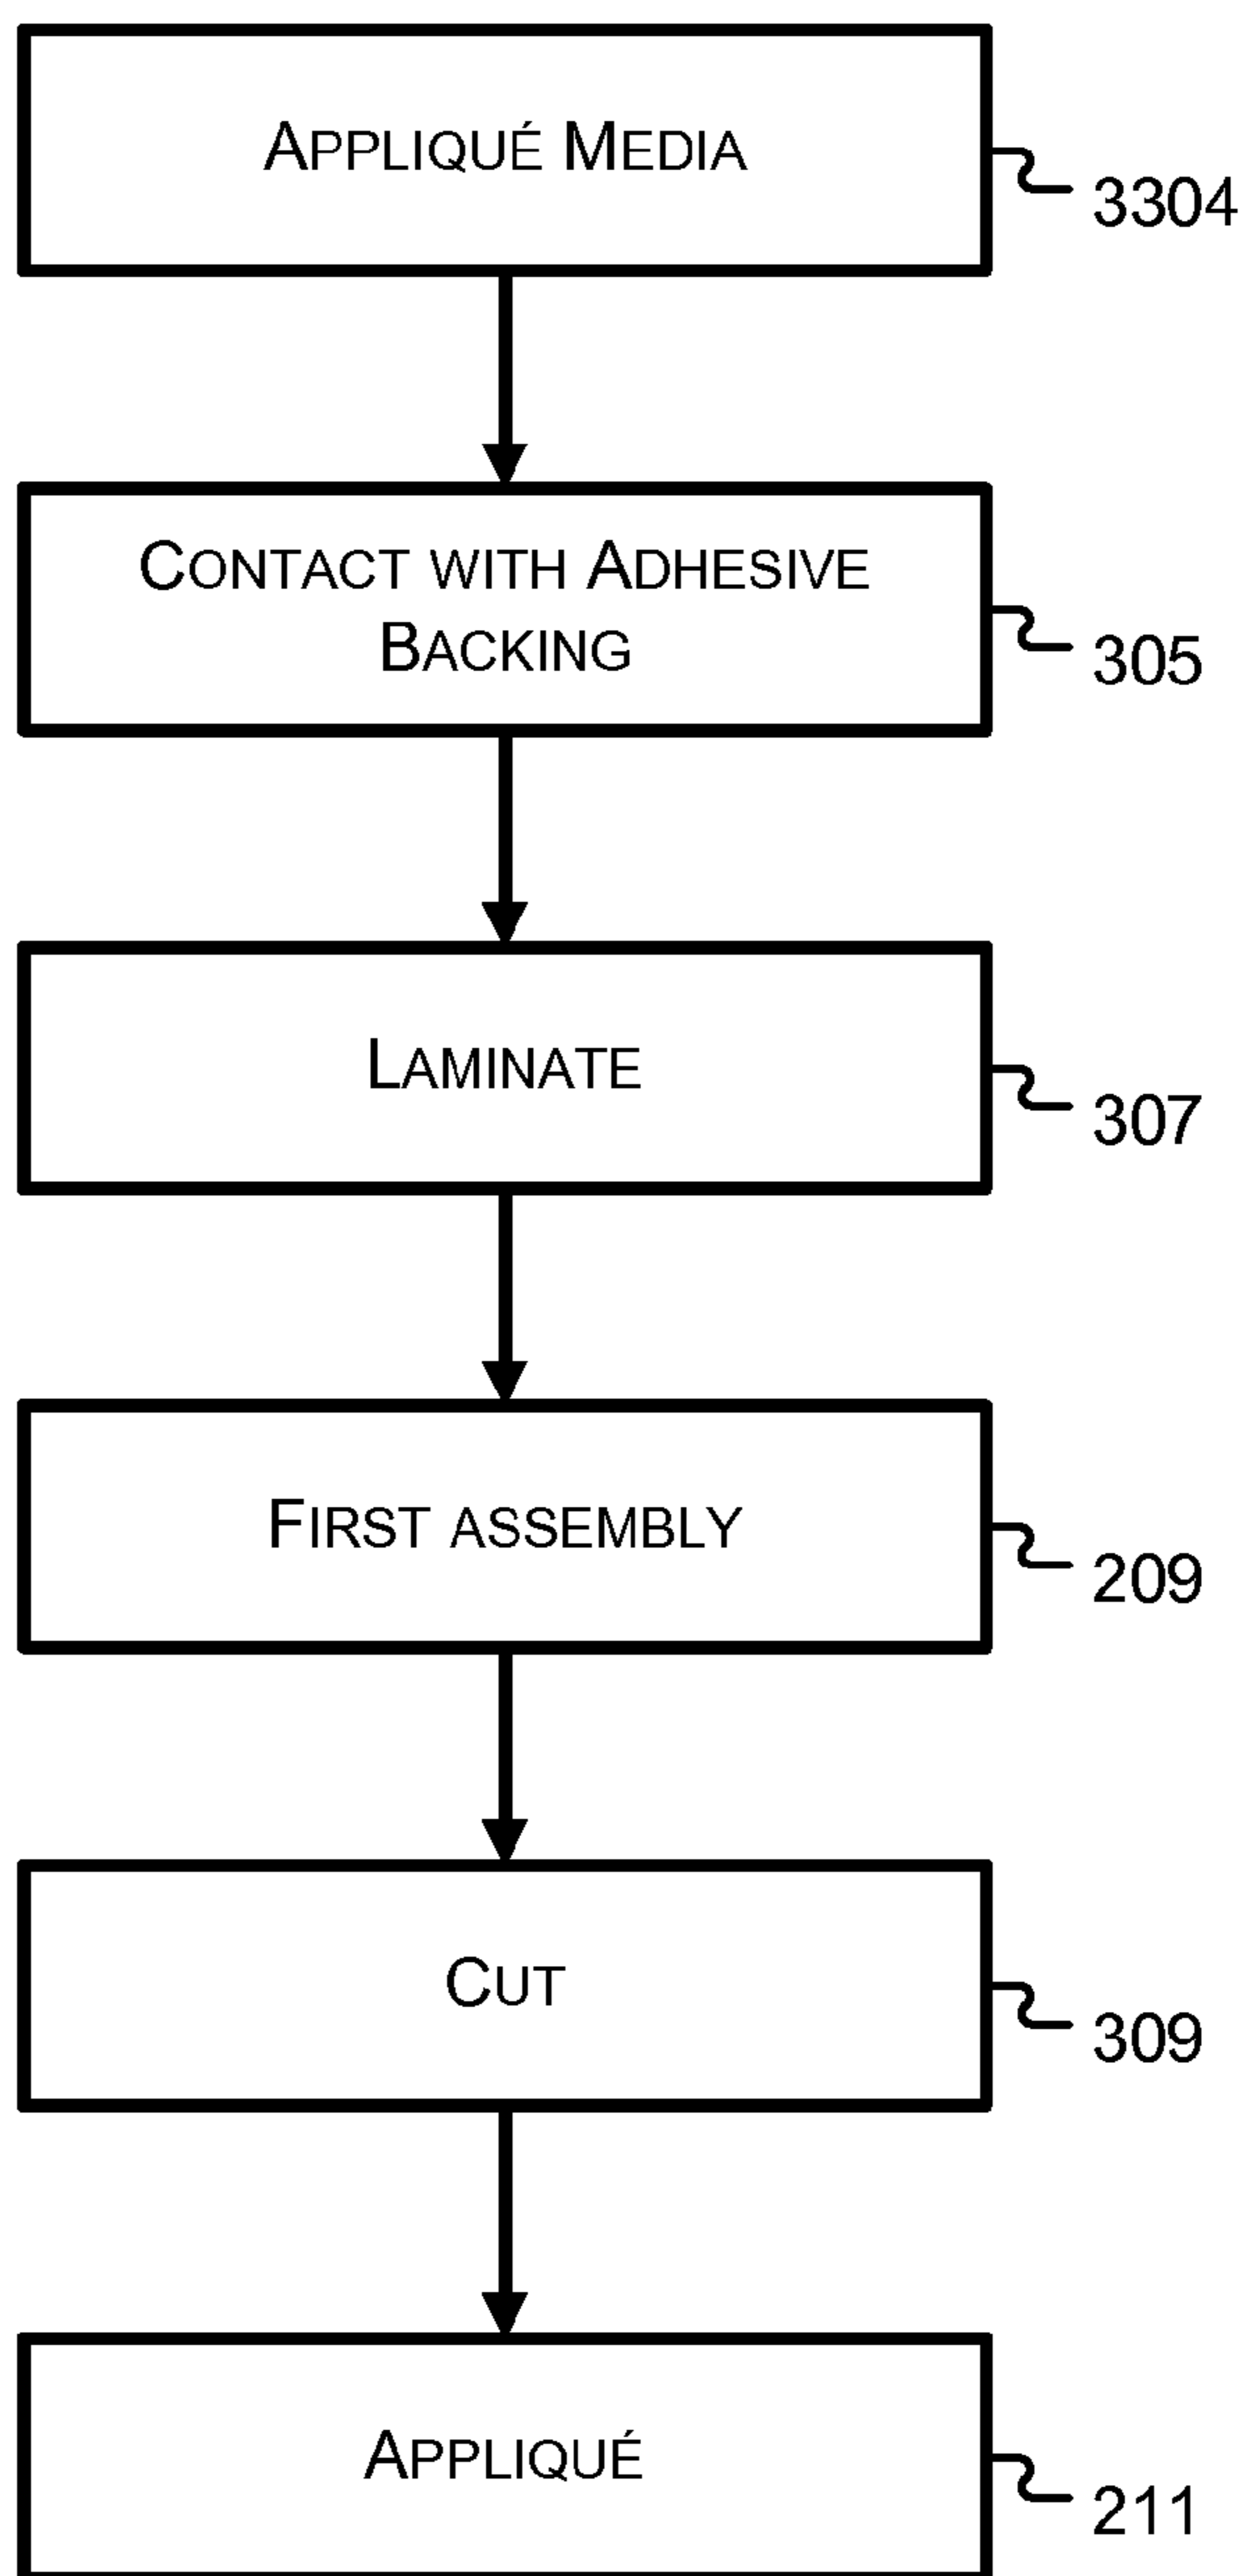 APPLIQUÉ MEDIA
3304
CONTACT WITH ADHESIVE
BACKING
305
LAMINATE
307
FIRST ASSEMBLY
209
CUT
309
APPLIQUÉ
211